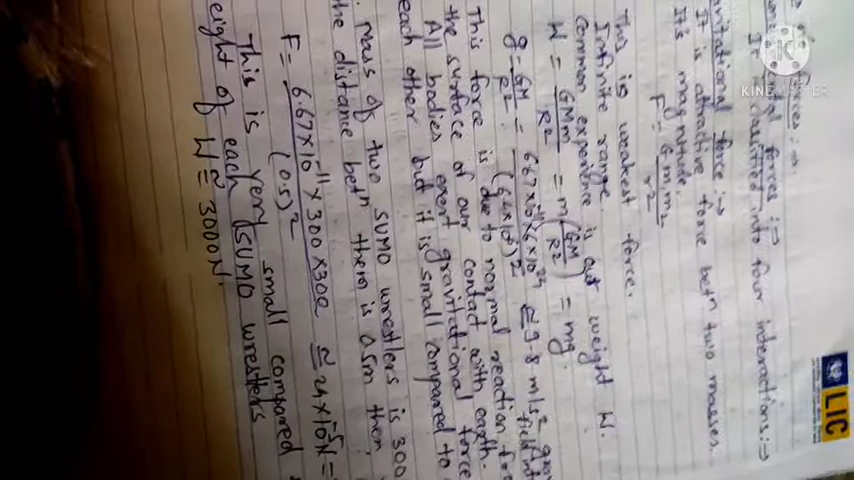 of forces :→
forces :→
It classified into four interactions :→
gravitational force :→
It is attractive force betn two masses.
It's magnitude.
F = G m1 m2 / r2
This is weakest force.
Infinite range.
Common experience is our weight W.
W = GMm / R2 = m(GM / R2) = mg.
g = GM / R2 = 6.67×10-11×6×1024 / (6.4×106)2 ≅ 9.8 m/s2
This force is due to normal reaction
the surface of our contact with earth.
All bodies exert gravitational force
each other but it is small compared to
Mass of two SUMO wrestlers is 300
the distance betn them is 0.5m then,
F = 6.67×10-11×300×300 / (0.5)2 ≅ 24×10-5N =
This is very small compared
weight of each SUMO wrestlers
W ≅ 3000N.
LIC
KINEMASTER